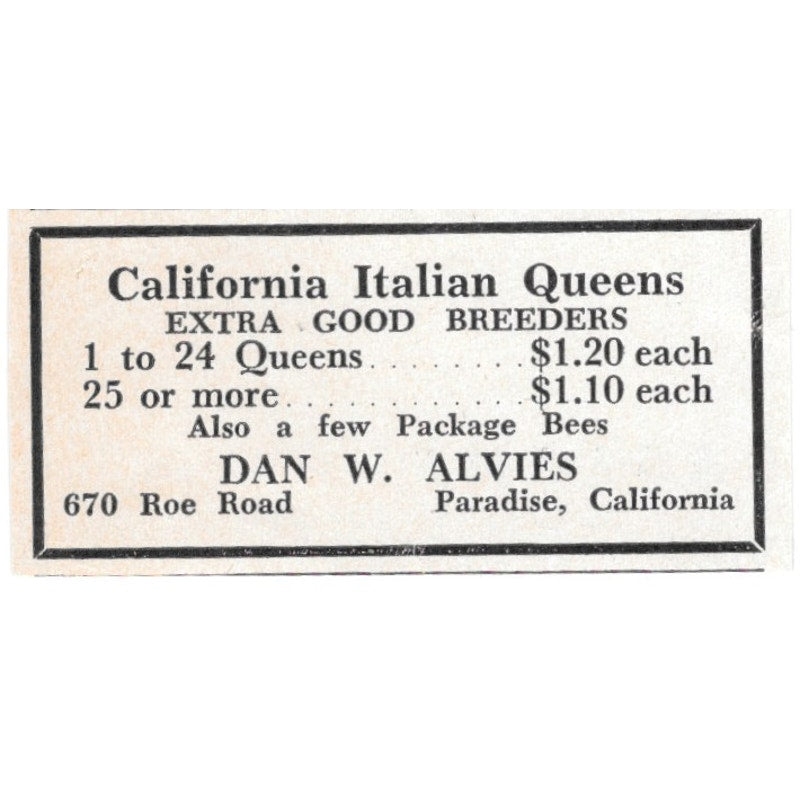 California Italian Queens
EXTRA GOOD BREEDERS
1 to 24 Queens . . . . . . . . . $1.20 each
25 or more . . . . . . . . . . . . $1.10 each
Also a few Package Bees
DAN W. ALVIES
670 Roe Road Paradise, California